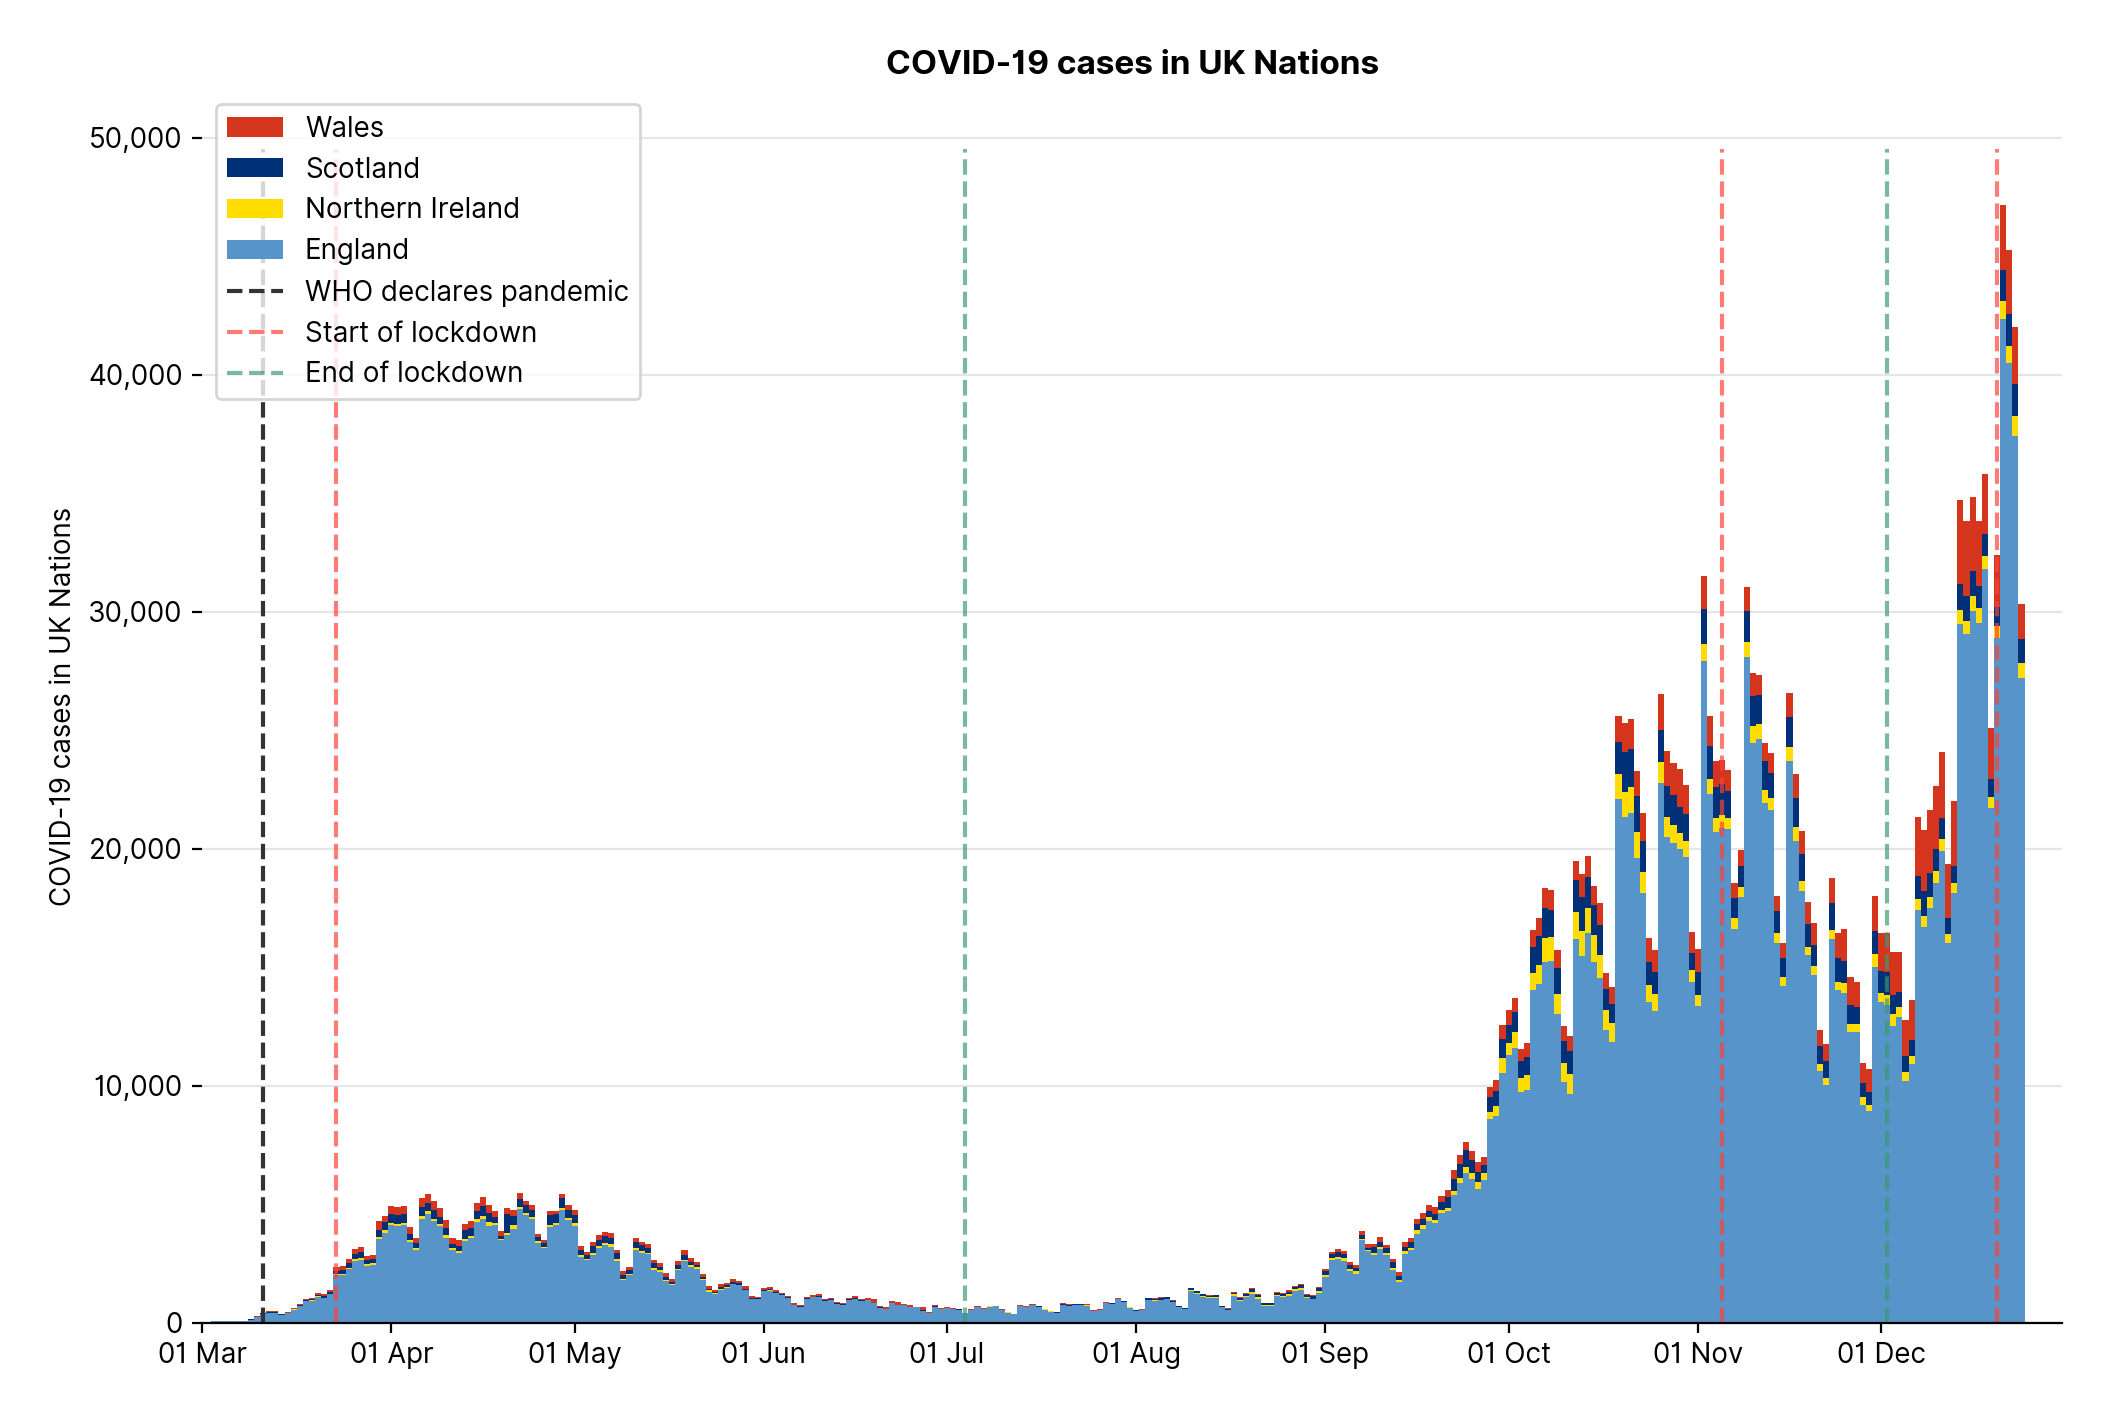 COVID-19 cases in UK Nations
Wales
Scotland
Northern Ireland
England
WHO declares pandemic
Start of lockdown
End of lockdown
COVID-19 cases in UK Nations
50,000
40,000
30,000
20,000
10,000
0
01 Mar
01 Apr
01 May
01 Jun
01 Jul
01 Aug
01 Sep
01 Oct
01 Nov
01 Dec